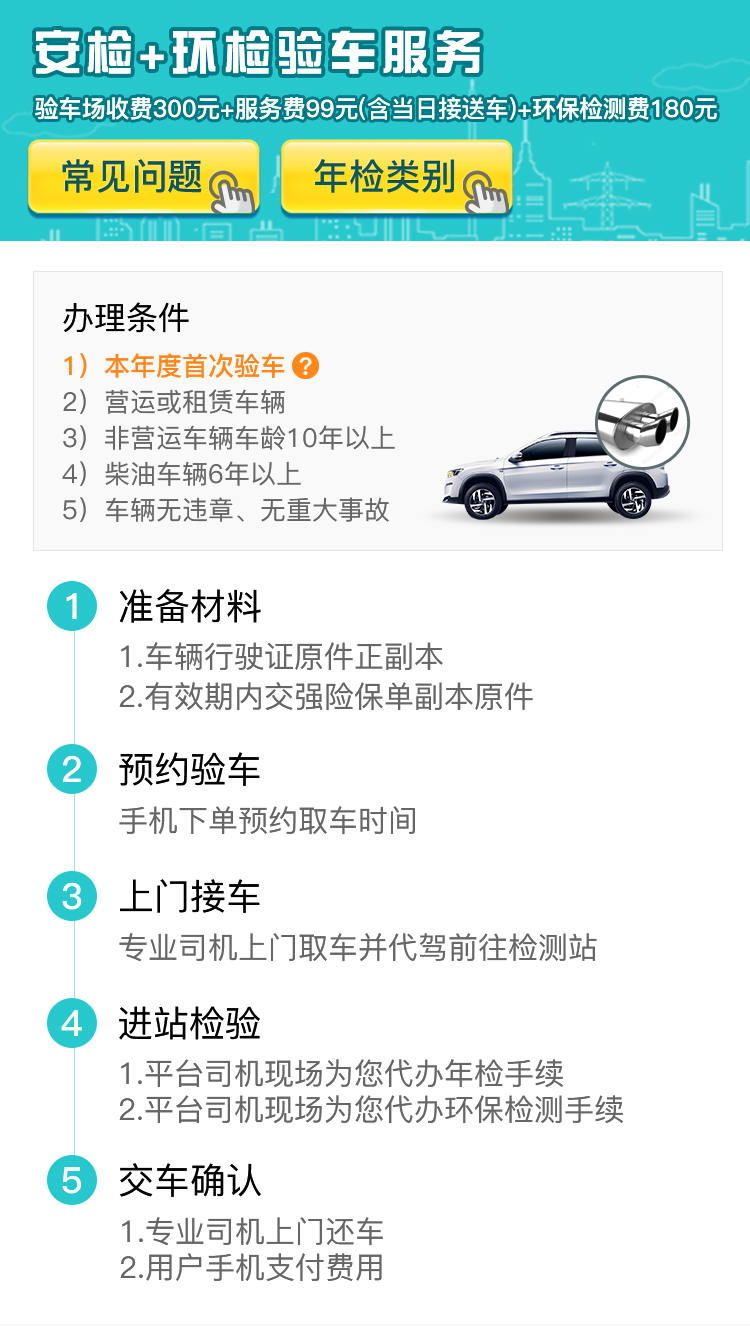 安检+环检验车服务
验车场收费300元+服务费99元(含当日接送车)+环保检测费180元
常见问题
年检类别
办理条件
1）本年度首次验车 ?
2）营运或租赁车辆
3）非营运车辆车龄10年以上
4）柴油车辆6年以上
5）车辆无违章、无重大事故
1 准备材料
1.车辆行驶证原件正副本
2.有效期内交强险保单副本原件
2 预约验车
手机下单预约取车时间
3 上门接车
专业司机上门取车并代驾前往检测站
4 进站检验
1.平台司机现场为您代办年检手续
2.平台司机现场为您代办环保检测手续
5 交车确认
1.专业司机上门还车
2.用户手机支付费用